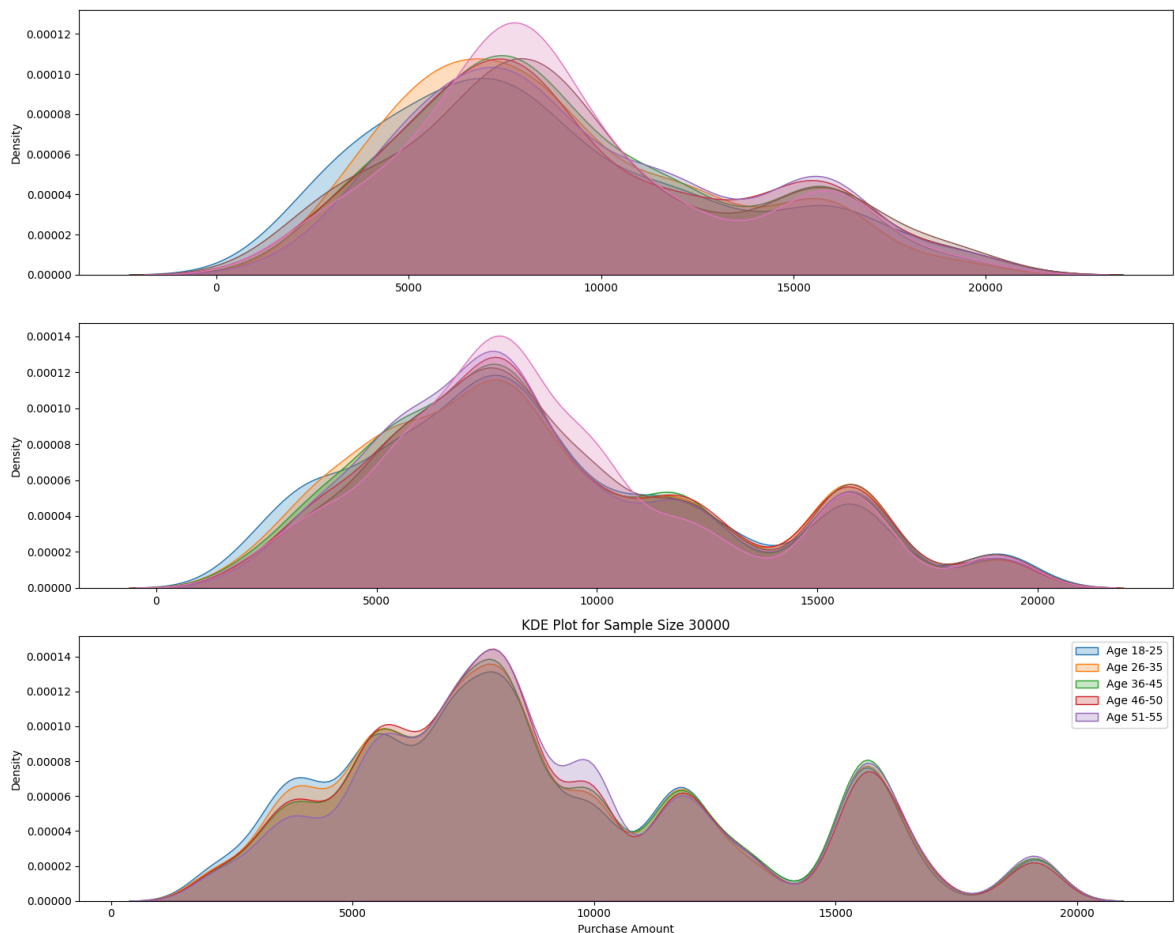 0.00012
0.00010
0.00008
0.00006
0.00004
0.00002
0.00000
Density
0 5000 10000 15000 20000
0.00014
0.00012
0.00010
0.00008
0.00006
0.00004
0.00002
0.00000
Density
0 5000 10000 15000 20000
KDE Plot for Sample Size 30000
0.00014
0.00012
0.00010
0.00008
0.00006
0.00004
0.00002
0.00000
Density
Age 18-25
Age 26-35
Age 36-45
Age 46-50
Age 51-55
0 5000 10000 15000 20000
Purchase Amount